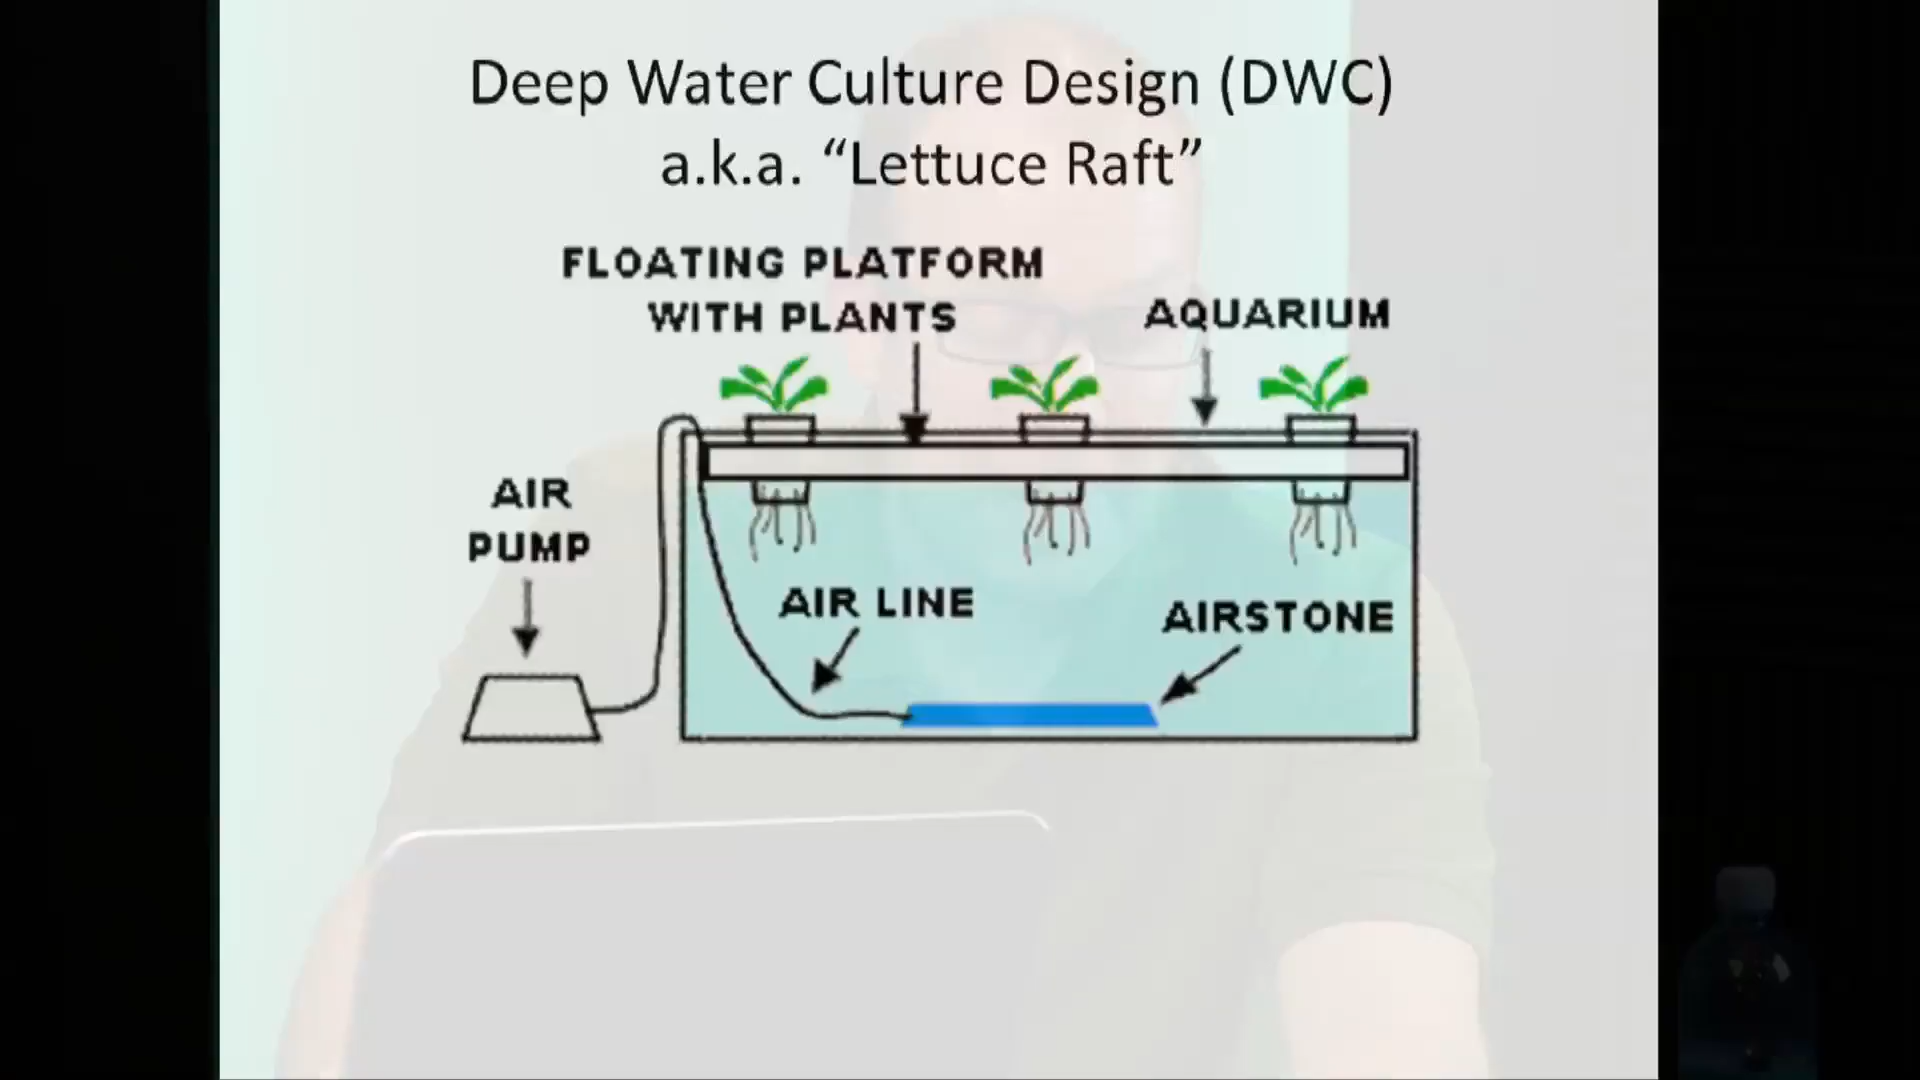 Deep Water Culture Design (DWC)
a.k.a. “Lettuce Raft”
FLOATING PLATFORM
WITH PLANTS
AQUARIUM
AIR
PUMP
AIR LINE
AIRSTONE